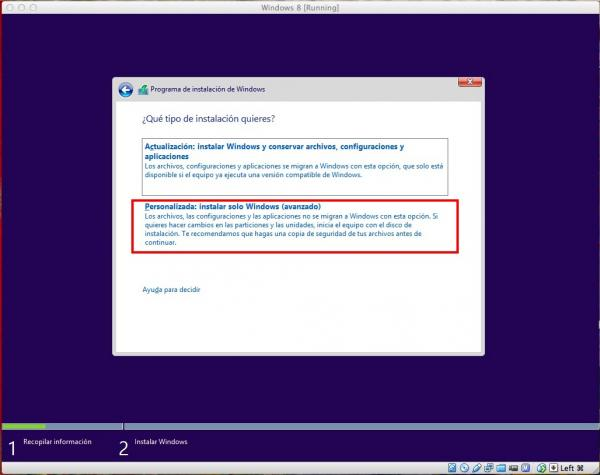 Windows 8 [Running]
Programa de instalación de Windows
¿Qué tipo de instalación quieres?
Actualización: instalar Windows y conservar archivos, configuraciones y
aplicaciones
Los archivos, configuraciones y aplicaciones se migran a Windows con esta opción, que solo está
disponible si el equipo ya ejecuta una versión compatible de Windows.
Personalizada: instalar solo Windows (avanzado)
Los archivos, las configuraciones y las aplicaciones no se migran a Windows con esta opción. Si
quieres hacer cambios en las particiones y las unidades, inicia el equipo con el disco de
instalación. Te recomendamos que hagas una copia de seguridad de tus archivos antes de
continuar.
Ayuda para decidir
1 Recopilar información 2 Instalar Windows
Left ⌘